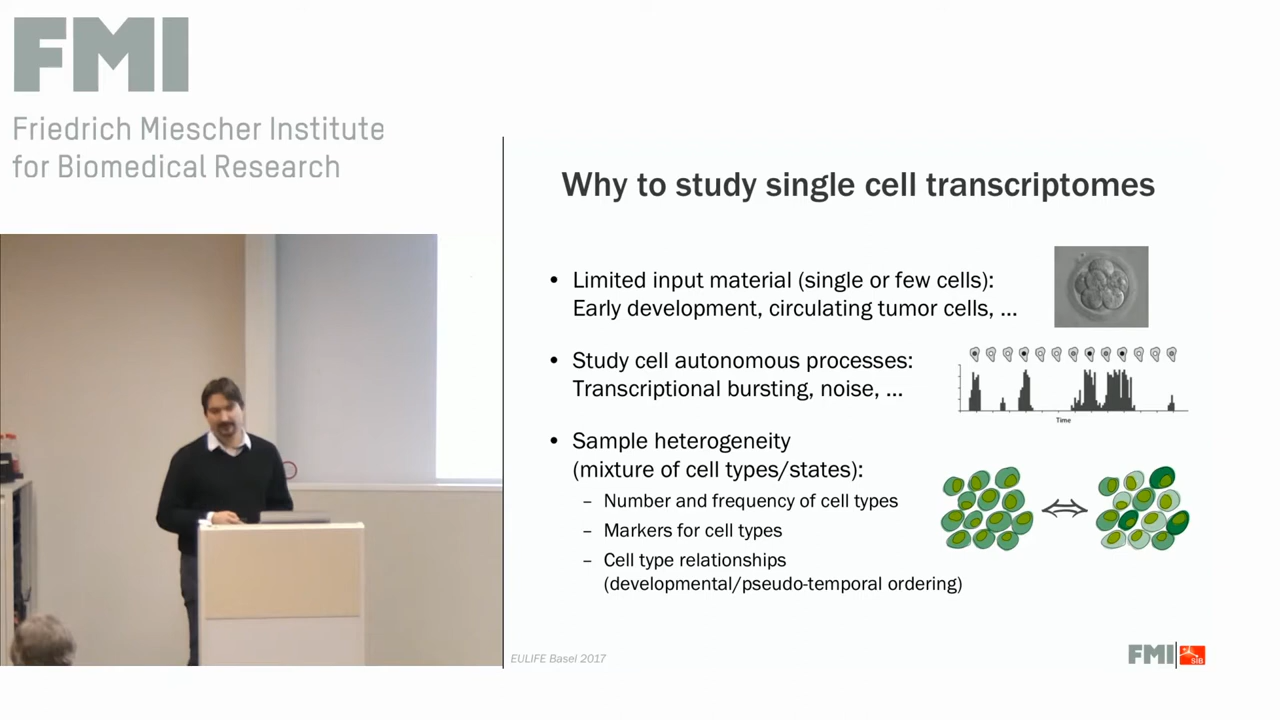 FMI
Friedrich Miescher Institute
for Biomedical Research
Why to study single cell transcriptomes
• Limited input material (single or few cells):
Early development, circulating tumor cells, ...
• Study cell autonomous processes:
Transcriptional bursting, noise, ...
Time
• Sample heterogeneity
(mixture of cell types/states):
– Number and frequency of cell types
– Markers for cell types
– Cell type relationships
(developmental/pseudo-temporal ordering)
EULIFE Basel 2017
FMI
SIB